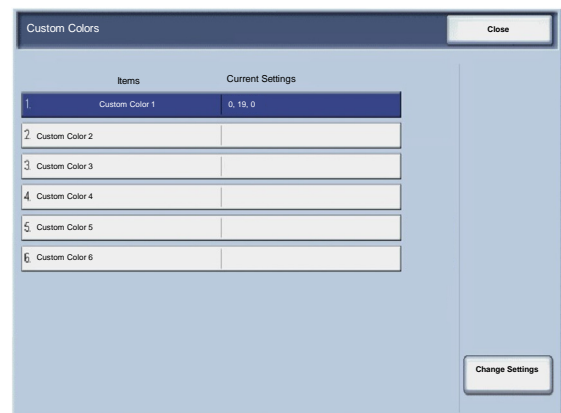 Custom Colors
Close
Items Current Settings
1. Custom Color 1 0, 19, 0
2. Custom Color 2
3. Custom Color 3
4. Custom Color 4
5. Custom Color 5
6. Custom Color 6
Change Settings